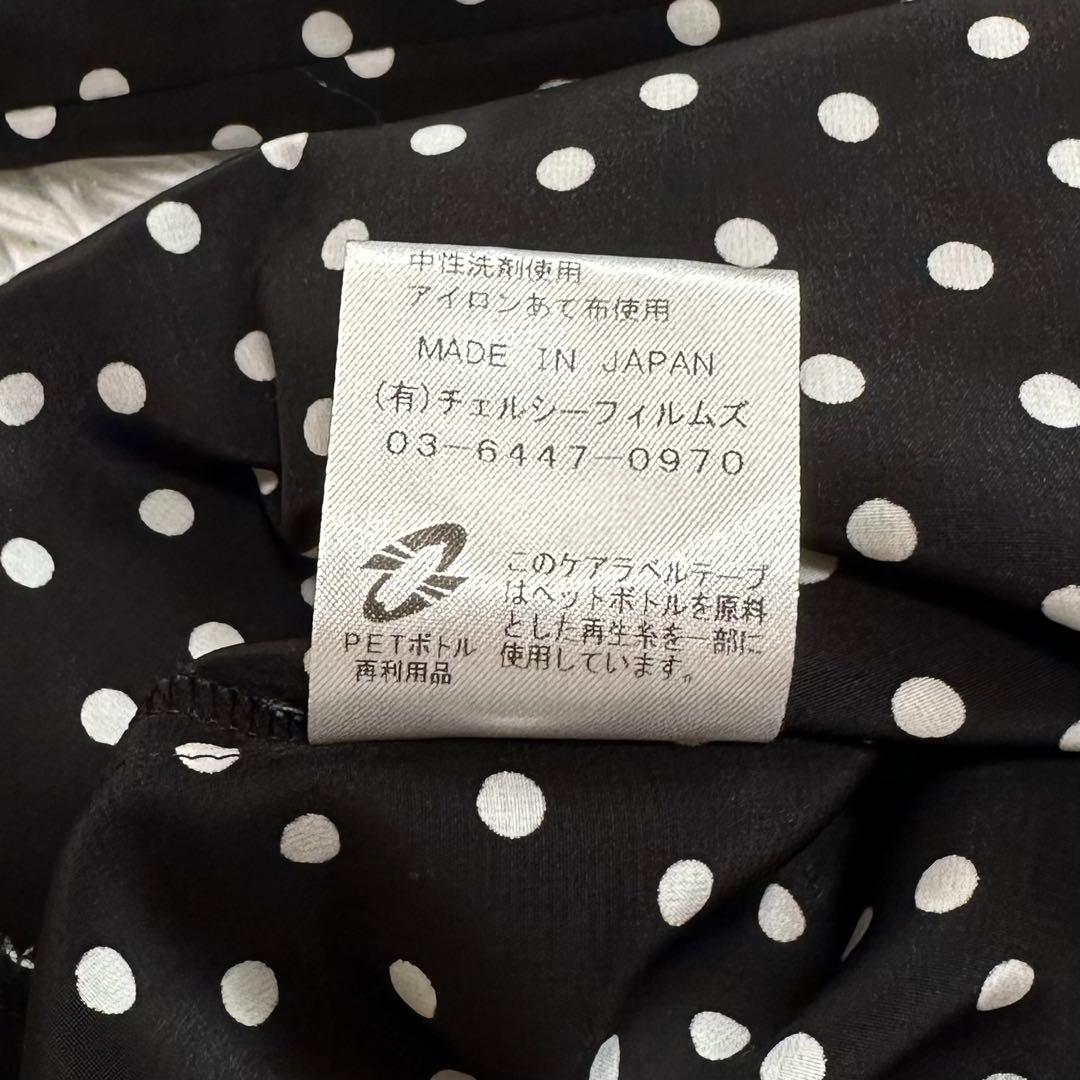 中性洗剤使用
アイロンあて布使用
MADE IN JAPAN
(有)チェルシーフィルムズ
03-6447-0970
PETボトル
再利用品
このケアラベルテープ
はペットボトルを原料
とした再生糸を一部に
使用しています。